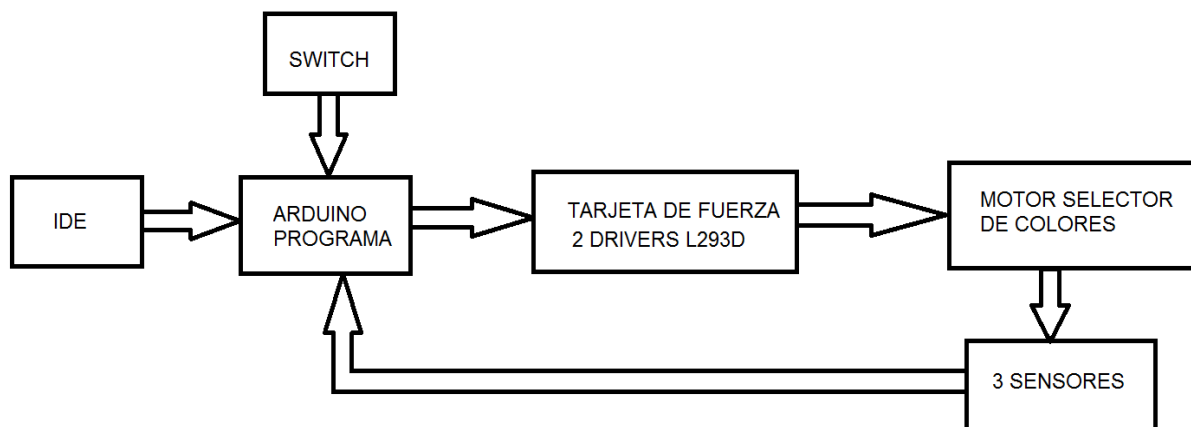 SWITCH
IDE
ARDUINO
PROGRAMA
TARJETA DE FUERZA
2 DRIVERS L293D
MOTOR SELECTOR
DE COLORES
3 SENSORES